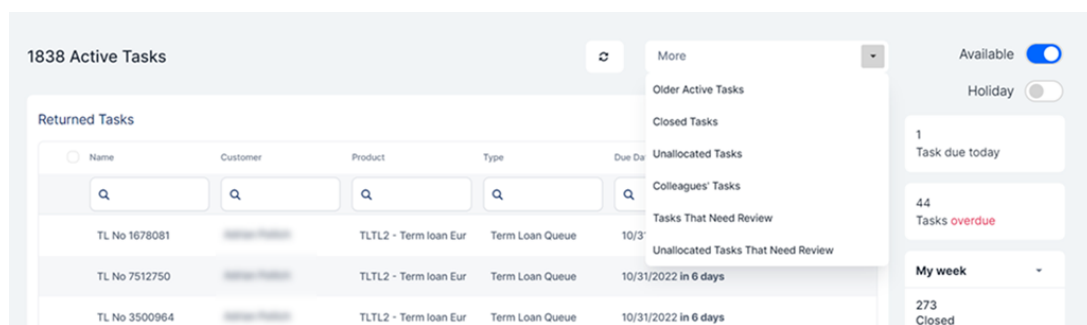 1838 Active Tasks
More
Available
Older Active Tasks
Holiday
Closed Tasks
Returned Tasks
Unallocated Tasks
Colleagues' Tasks
Tasks That Need Review
Unallocated Tasks That Need Review
Name Customer Product Type Due Da
TL No 1678081 TLTL2 - Term loan Eur Term Loan Queue 10/3
TL No 7512750 TLTL2 - Term loan Eur Term Loan Queue 10/31/2022 in 6 days
TL No 3500964 TLTL2 - Term loan Eur Term Loan Queue 10/31/2022 in 6 days
1
Task due today
44
Tasks overdue
My week
273
Closed